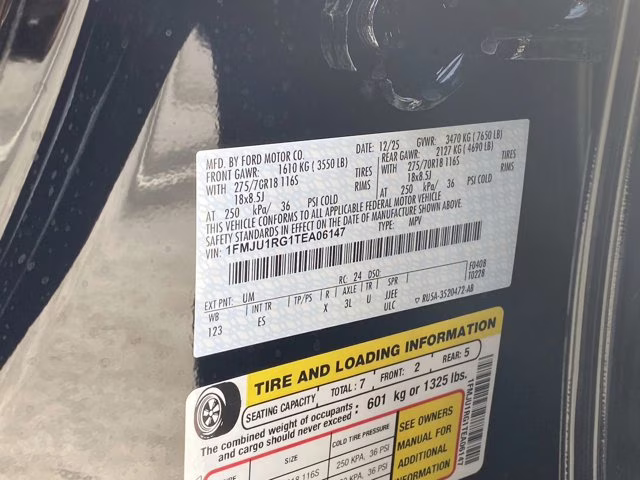 MFD. BY FORD MOTOR CO. DATE: 12/25 GVWR: 3470 KG ( 7650 LB)
FRONT GAWR: 1610 KG ( 3550 LB) REAR GAWR: 2127 KG ( 4690 LB)
WITH 275/70R18 116S TIRES WITH 275/70R18 116S TIRES
18x8.5J RIMS 18x8.5J RIMS
AT 250 kPa/ 36 PSI COLD AT 250 kPa/ 36 PSI COLD
THIS VEHICLE CONFORMS TO ALL APPLICABLE FEDERAL MOTOR VEHICLE
SAFETY STANDARDS IN EFFECT ON THE DATE OF MANUFACTURE SHOWN ABOVE.
VIN: 1FMJU1RG1TEA06147 TYPE: MPV
EXT PNT: UM RC: 24 DSO: F0408
WB INT TR TP/PS R AXLE TR SPR T0228
123 ES X 3L U JJEE
ULC ▽ RU5A-3520472-AB
TIRE AND LOADING INFORMATION
SEATING CAPACITY TOTAL: 7 FRONT: 2 REAR: 5
The combined weight of occupants and cargo should never exceed: 601 kg or 1325 lbs.
SIZE COLD TIRE PRESSURE
116S 250 KPA, 36 PSI
SEE OWNERS
MANUAL FOR
ADDITIONAL
INFORMATION